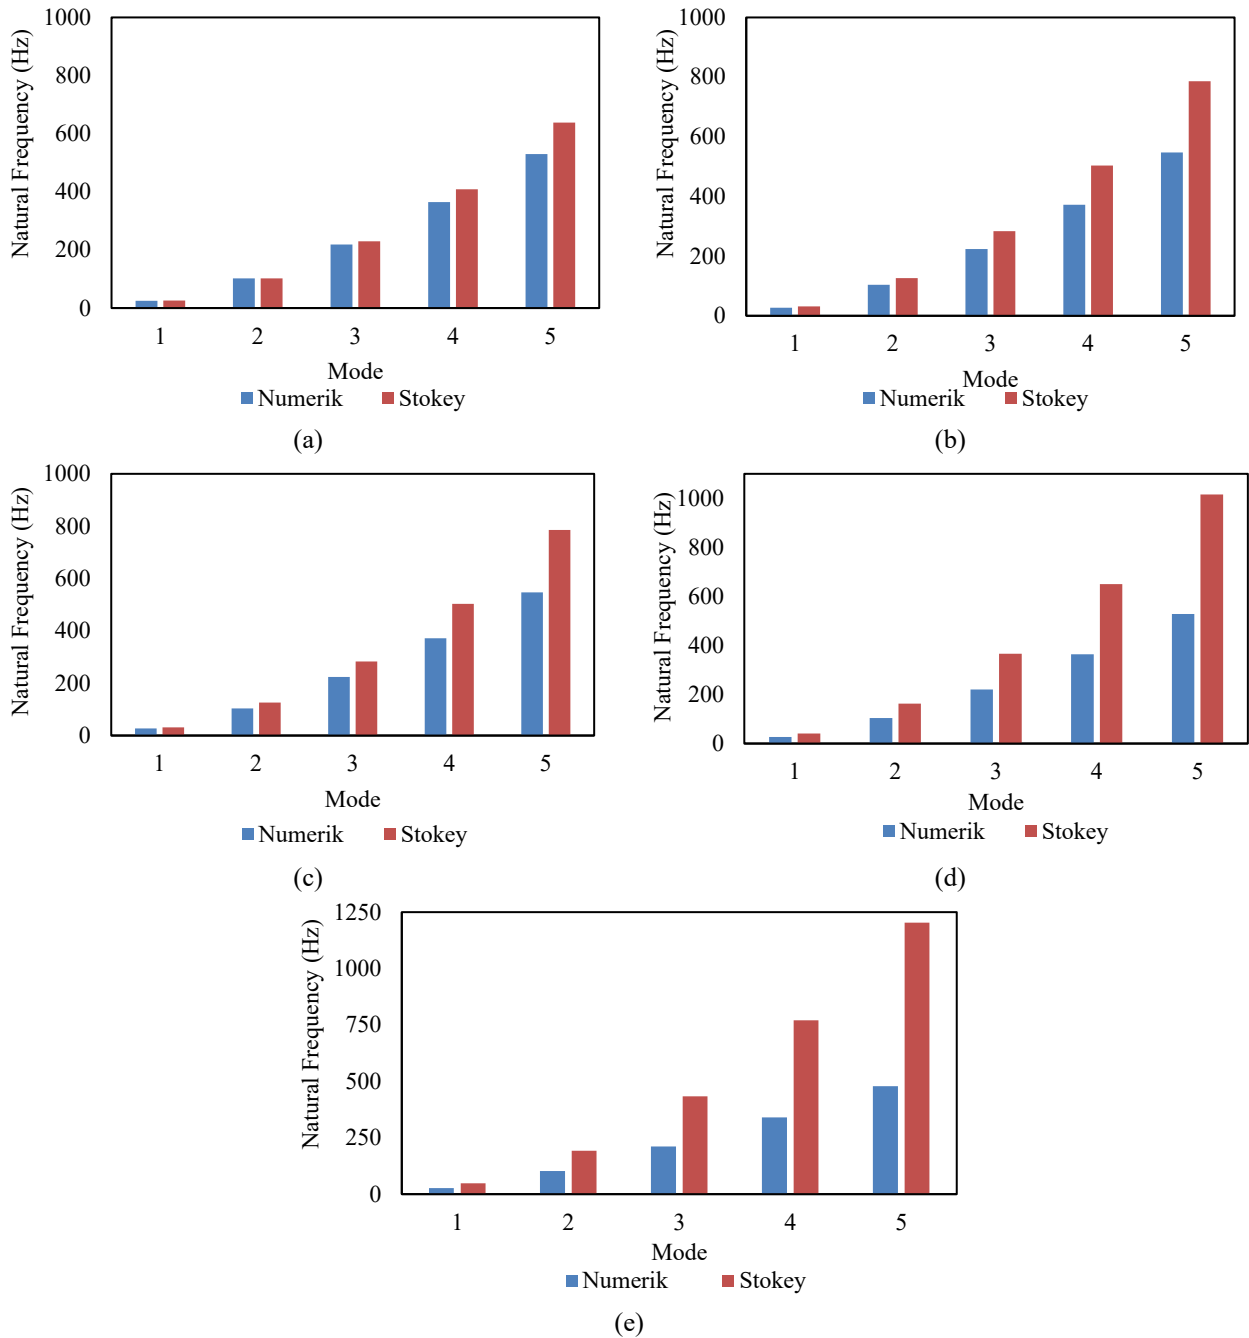 Natural Frequency (Hz)
1000
800
600
400
200
0
1 2 3 4 5
Mode
Numerik Stokey
(a)
Natural Frequency (Hz)
1000
800
600
400
200
0
1 2 3 4 5
Mode
Numerik Stokey
(b)
Natural Frequency (Hz)
1000
800
600
400
200
0
1 2 3 4 5
Mode
Numerik Stokey
(c)
Natural Frequency (Hz)
1000
800
600
400
200
0
1 2 3 4 5
Mode
Numerik Stokey
(d)
Natural Frequency (Hz)
1250
1000
750
500
250
0
1 2 3 4 5
Mode
Numerik Stokey
(e)